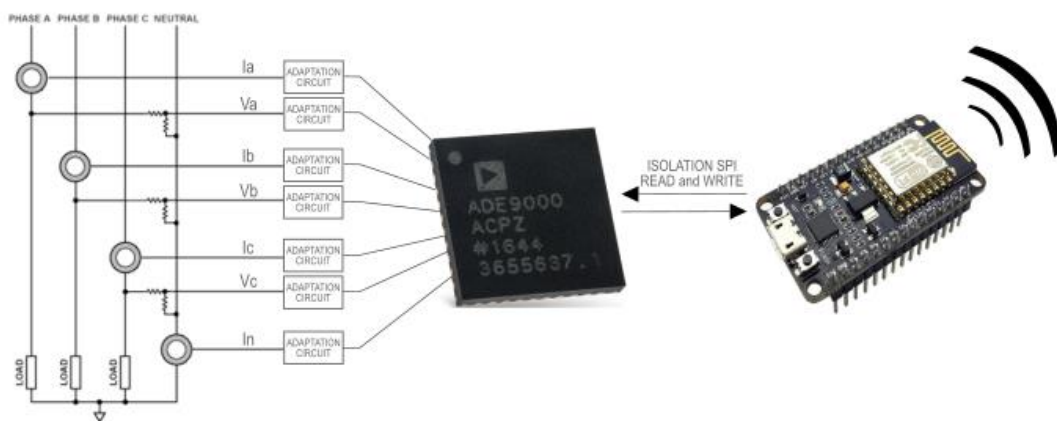 PHASE A PHASE B PHASE C NEUTRAL
Ia
ADAPTATION
CIRCUIT
Va
ADAPTATION
CIRCUIT
Ib
ADAPTATION
CIRCUIT
Vb
ADAPTATION
CIRCUIT
Ic
ADAPTATION
CIRCUIT
Vc
ADAPTATION
CIRCUIT
In
ADAPTATION
CIRCUIT
LOAD
LOAD
LOAD
ADE9000
ACPZ
#1644
3655637.1
ISOLATION SPI
READ and WRITE